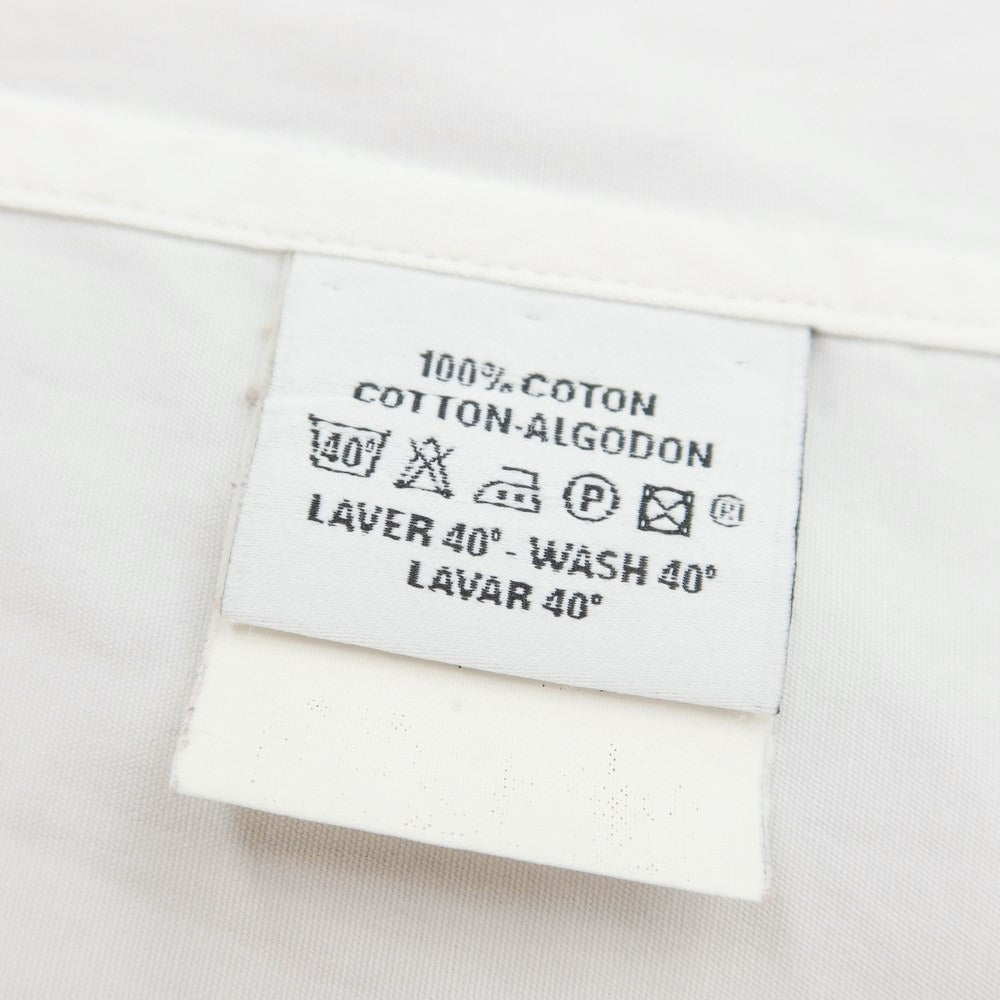 100% COTON
COTTON-ALGODON
40° P ®
LAVER 40° - WASH 40°
LAVAR 40°